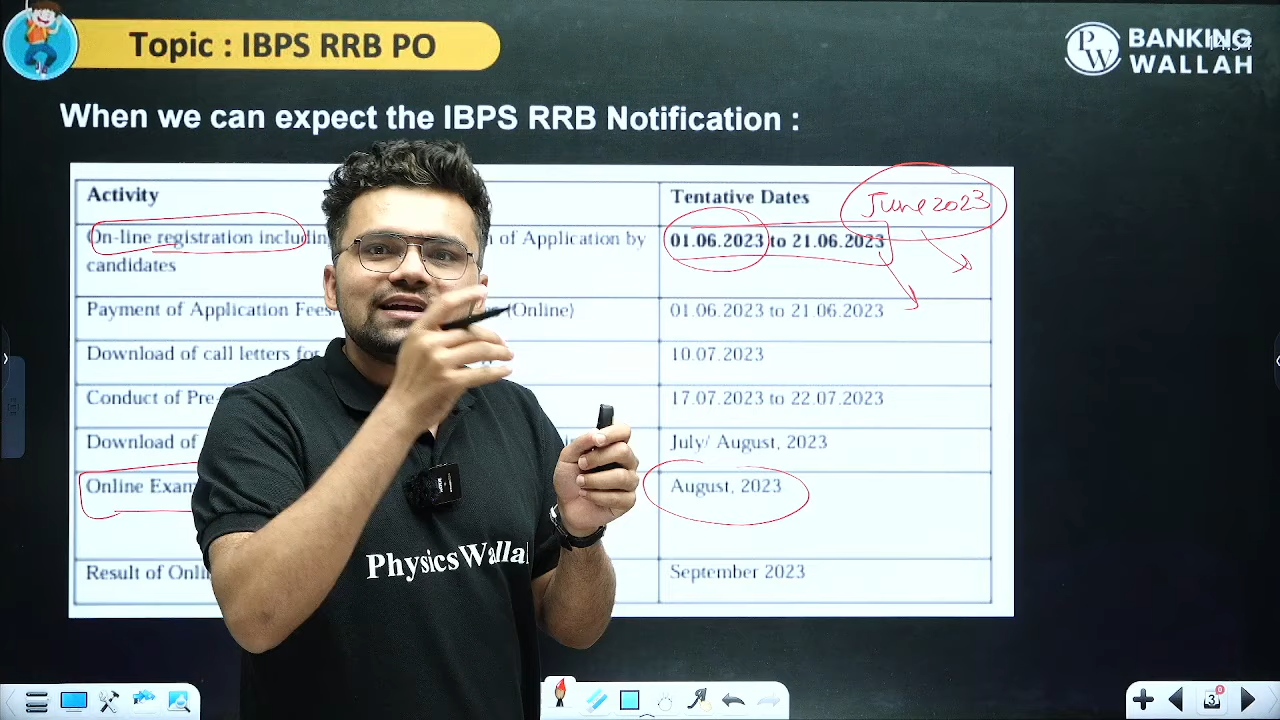 Topic : IBPS RRB PO
BANKING
WALLAH
When we can expect the IBPS RRB Notification :
Activity
Tentative Dates
June 2023
On-line registration including of Application by
candidates
01.06.2023 to 21.06.2023
Payment of Application Fees (Online)
01.06.2023 to 21.06.2023
Download of call letters for
10.07.2023
Conduct of Pre-
17.07.2023 to 22.07.2023
Download of
July/ August, 2023
Online Exam
August, 2023
Result of Onli
September 2023
PhysicsWallah
PW
3
0